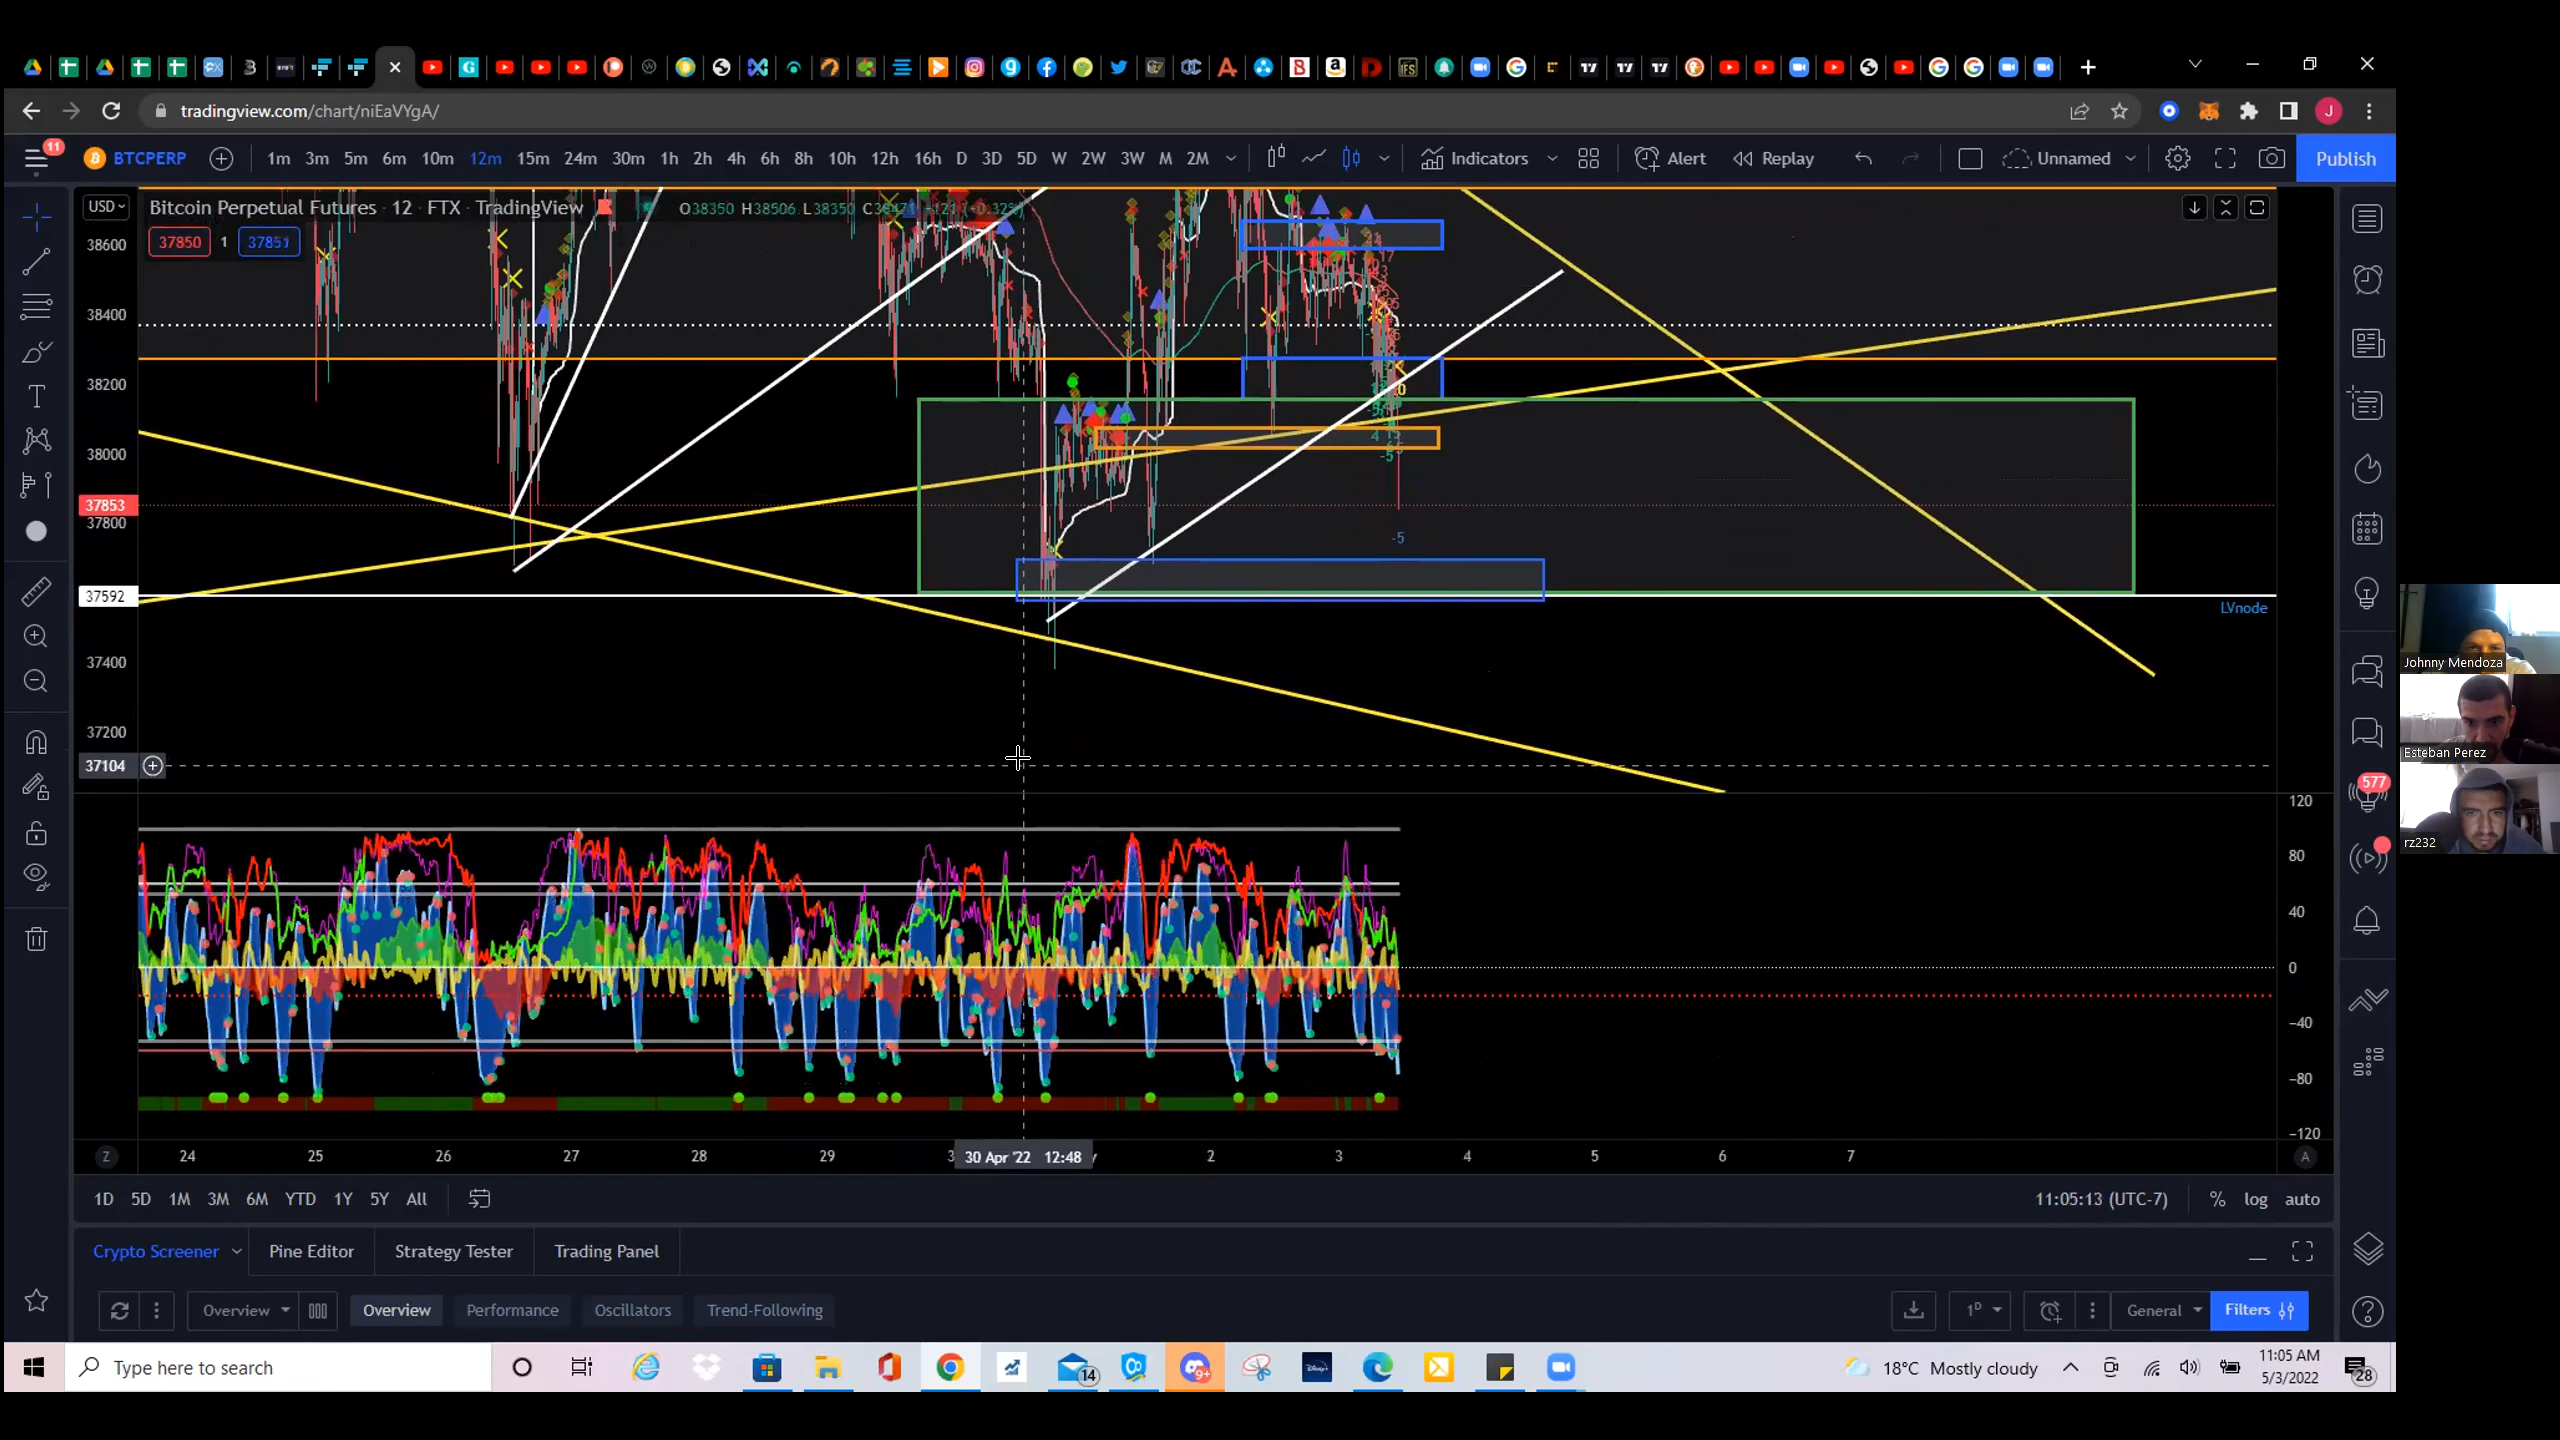 tradingview.com/chart/niEaVYgA/
11
BTCPERP
1m 3m 5m 6m 10m 12m 15m 24m 30m 1h 2h 4h 6h 8h 10h 12h 16h D 3D 5D W 2W 3W M 2M
Indicators
Alert
Replay
Unnamed
Publish
USD
Bitcoin Perpetual Futures · 12 · FTX · TradingView
O38350 H38506 L38350
37850 1 37851
38600
38400
38200
38000
37853
37800
37592
LVnode
37400
37200
37104
-5
577
Johnny Mendoza
Esteban Perez
rz232
120
80
40
0
−40
−80
−120
Z 24 25 26 27 28 29 30 Apr '22 12:48 2 3 4 5 6 7 A
1D 5D 1M 3M 6M YTD 1Y 5Y All
11:05:13 (UTC-7) % log auto
Crypto Screener Pine Editor Strategy Tester Trading Panel
Overview Overview Performance Oscillators Trend-Following
1D General Filters
Type here to search
14
9+
18°C Mostly cloudy
11:05 AM
5/3/2022
28